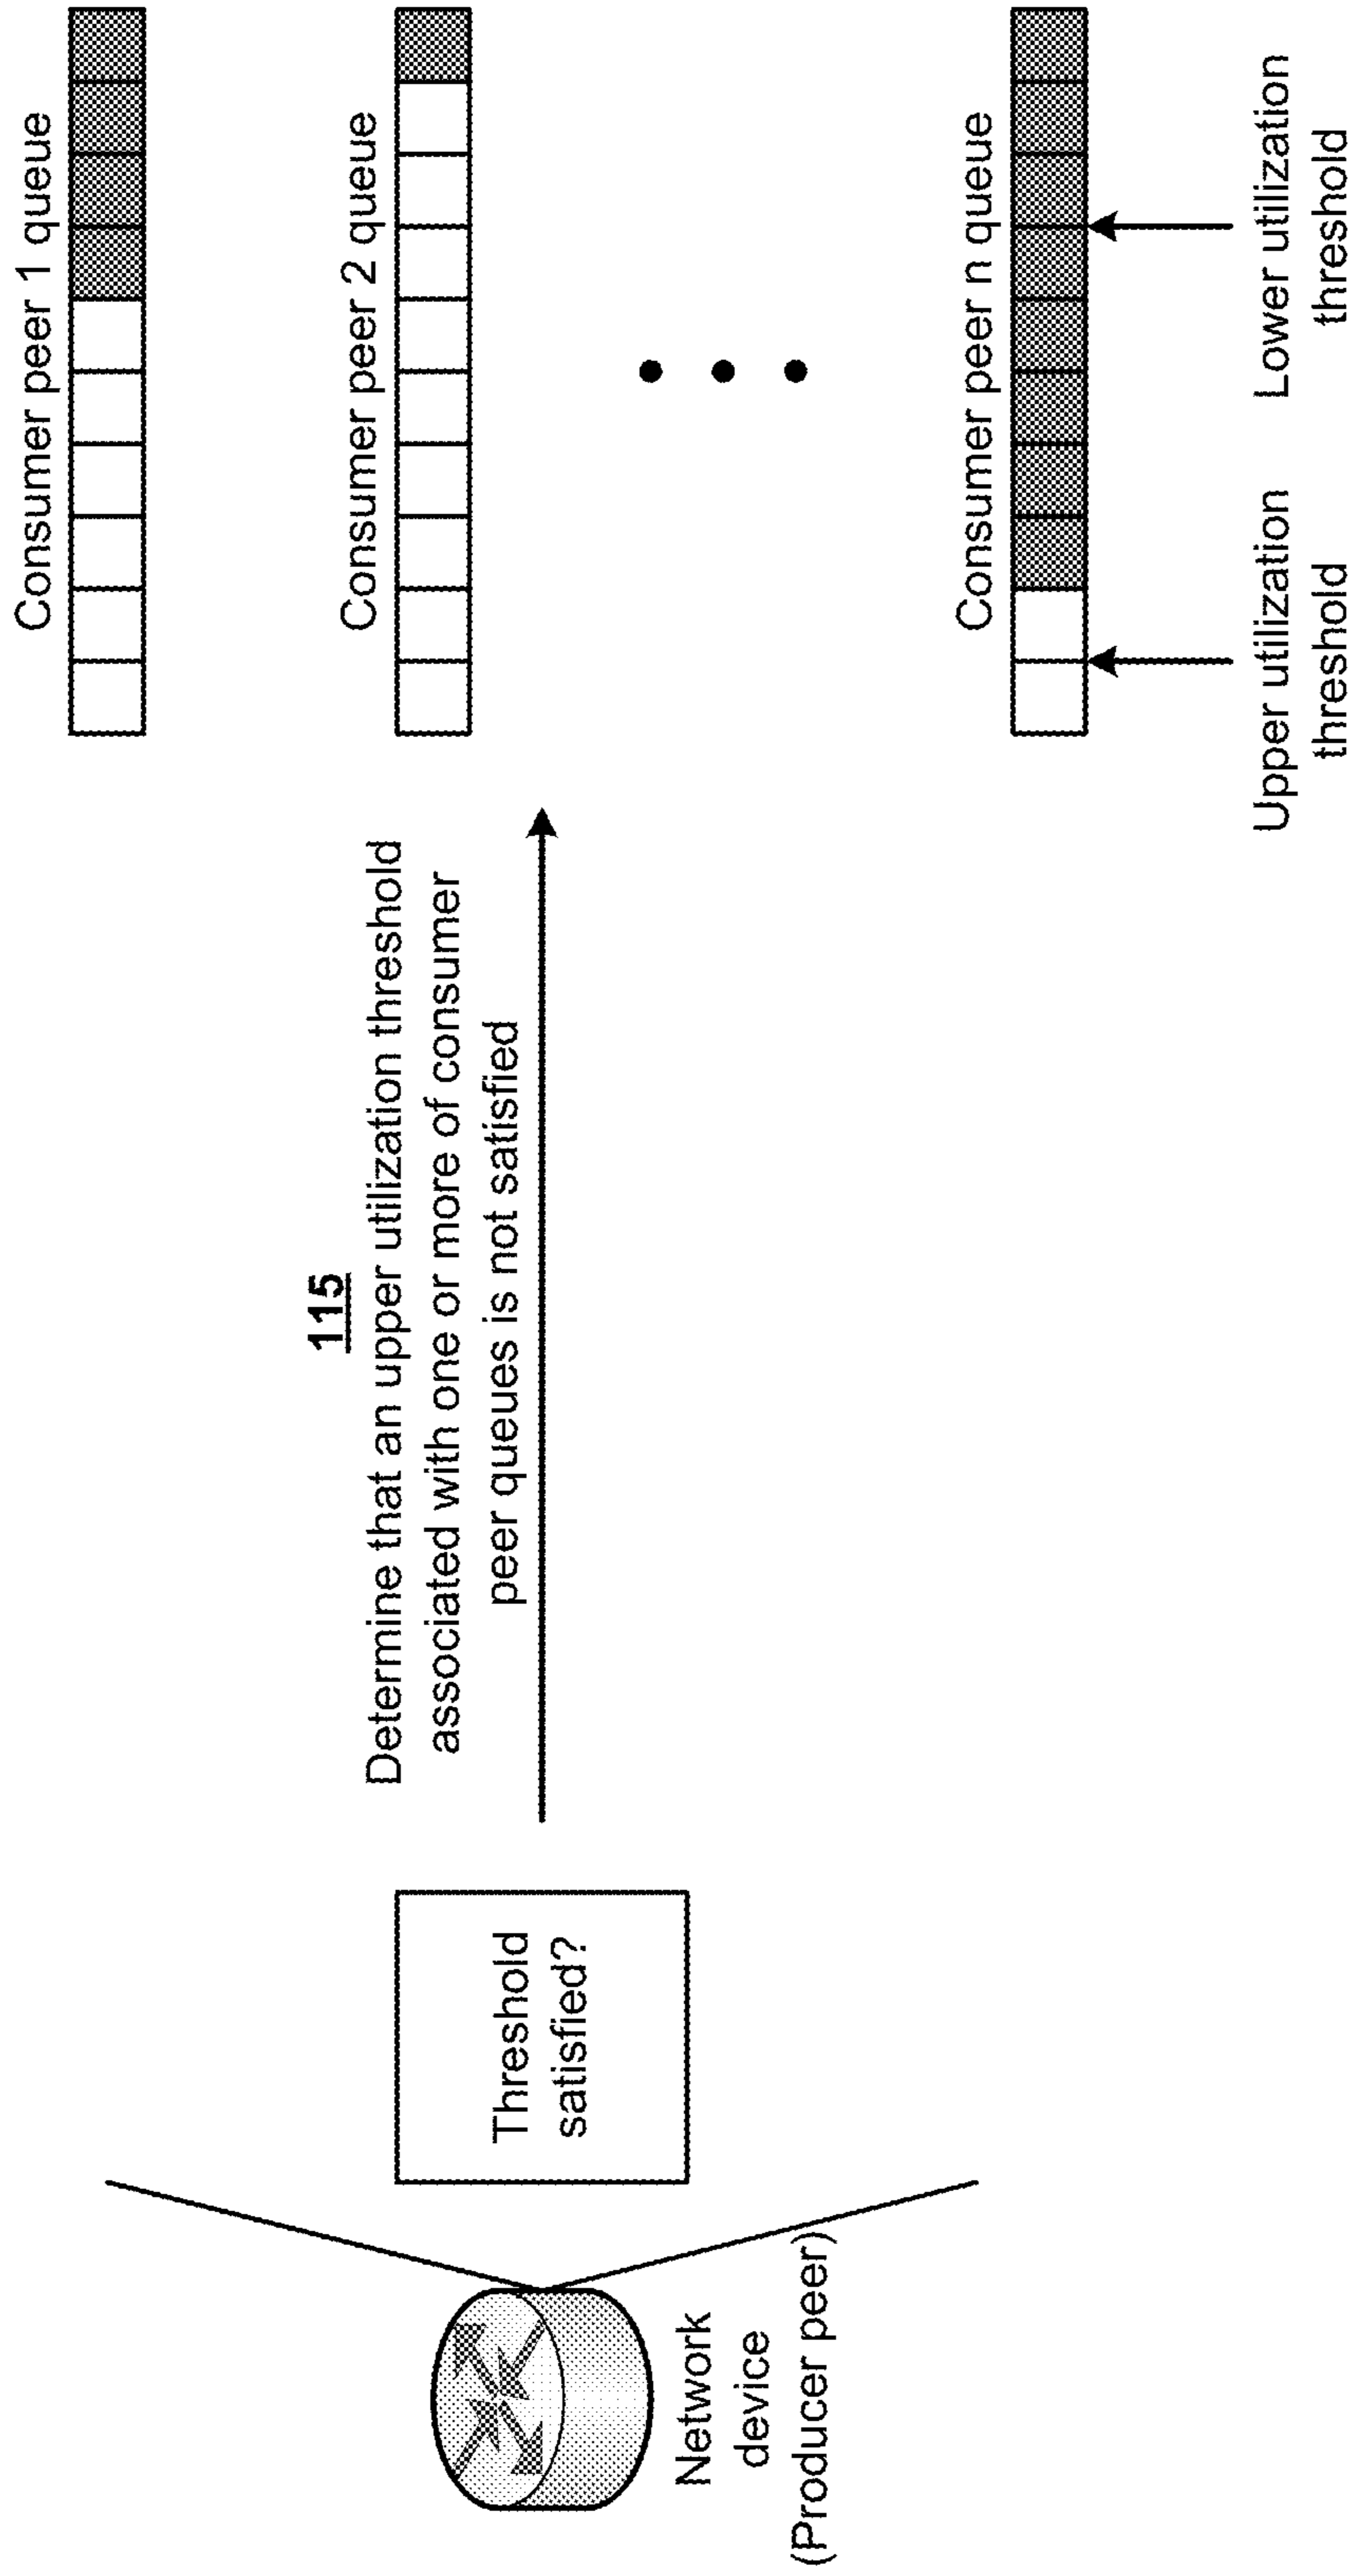 Network
device
(Producer peer)
Threshold
satisfied?
115
Determine that an upper utilization threshold
associated with one or more of consumer
peer queues is not satisfied
Consumer peer 1 queue
Consumer peer 2 queue
Consumer peer n queue
Upper utilization
threshold
Lower utilization
threshold